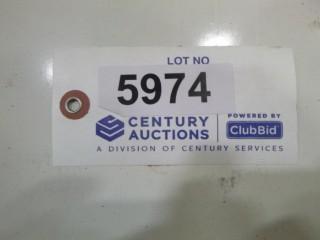 LOT NO
5974
CENTURY
AUCTIONS
POWERED BY
ClubBid
A DIVISION OF CENTURY SERVICES